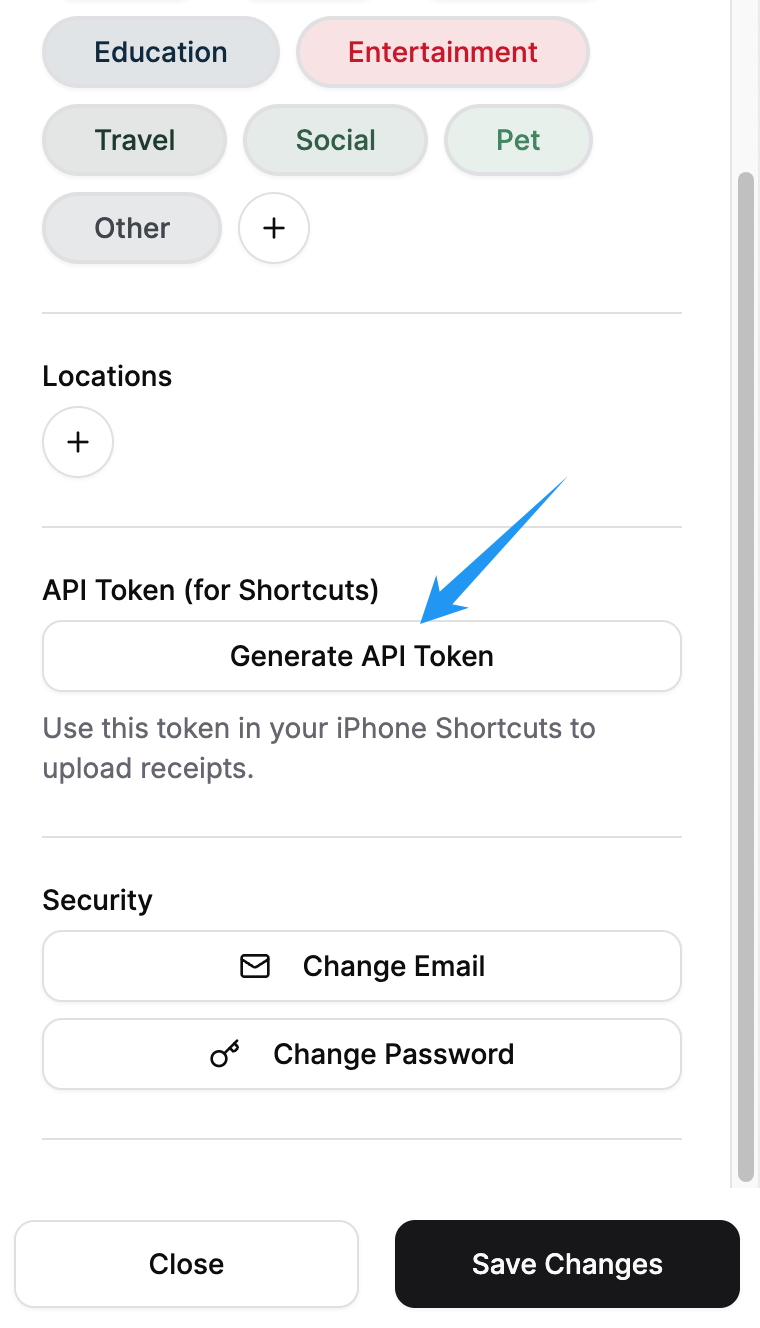 Education
Entertainment
Travel
Social
Pet
Other
+
Locations
+
API Token (for Shortcuts)
Generate API Token
Use this token in your iPhone Shortcuts to
upload receipts.
Security
Change Email
Change Password
Close
Save Changes